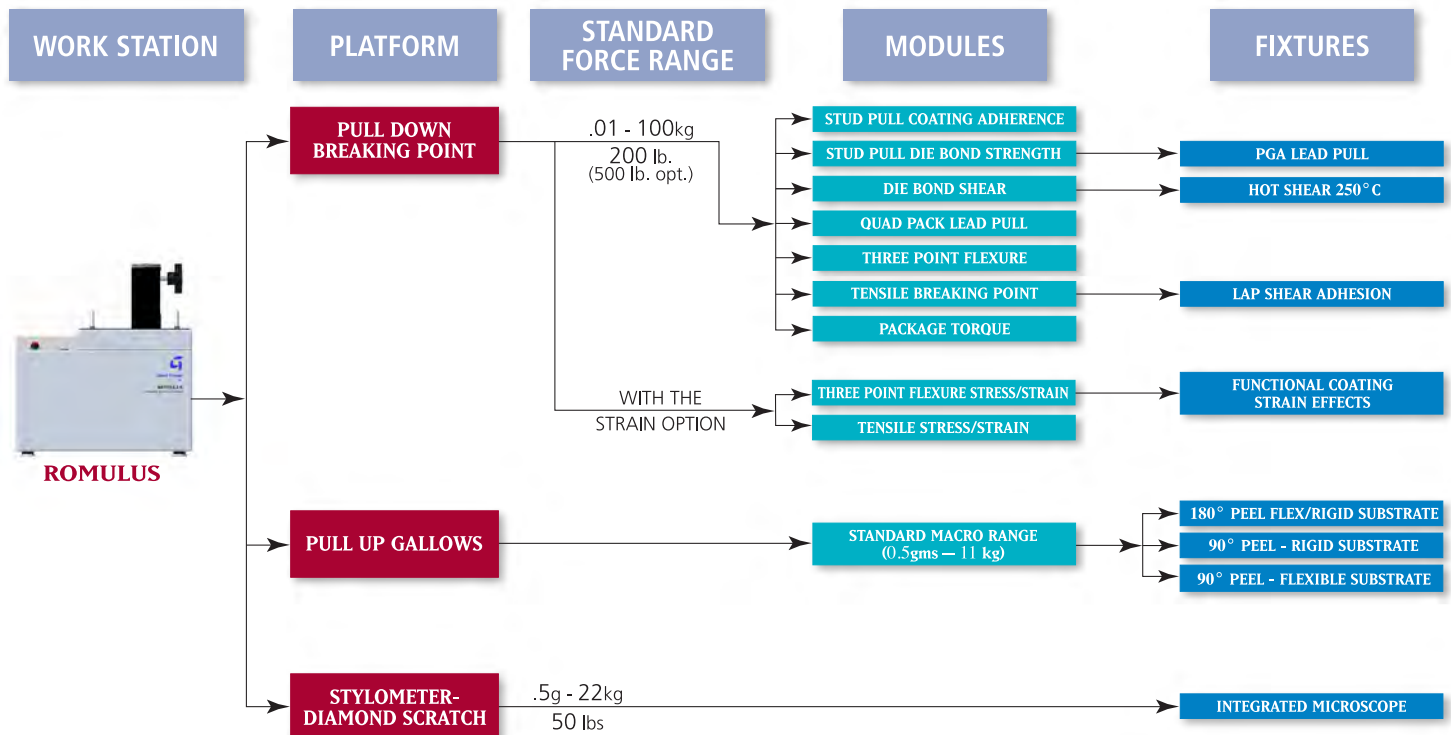 WORK STATION
PLATFORM
STANDARD
FORCE RANGE
MODULES
FIXTURES
PULL DOWN
BREAKING POINT
.01 - 100kg
200 lb.
(500 lb. opt.)
STUD PULL COATING ADHERENCE
STUD PULL DIE BOND STRENGTH
PGA LEAD PULL
DIE BOND SHEAR
HOT SHEAR 250°C
QUAD PACK LEAD PULL
THREE POINT FLEXURE
TENSILE BREAKING POINT
LAP SHEAR ADHESION
PACKAGE TORQUE
WITH THE
STRAIN OPTION
THREE POINT FLEXURE STRESS/STRAIN
TENSILE STRESS/STRAIN
FUNCTIONAL COATING
STRAIN EFFECTS
ROMULUS
PULL UP GALLOWS
STANDARD MACRO RANGE
(0.5gms — 11 kg)
180° PEEL FLEX/RIGID SUBSTRATE
90° PEEL - RIGID SUBSTRATE
90° PEEL - FLEXIBLE SUBSTRATE
STYLOMETER-
DIAMOND SCRATCH
.5g - 22kg
50 lbs
INTEGRATED MICROSCOPE